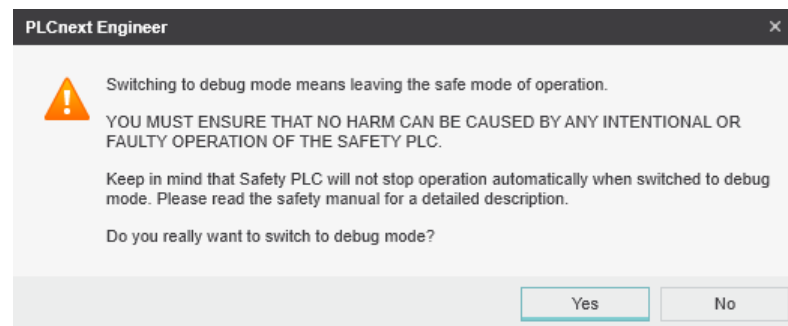 PLCnext Engineer
Switching to debug mode means leaving the safe mode of operation.
YOU MUST ENSURE THAT NO HARM CAN BE CAUSED BY ANY INTENTIONAL OR
FAULTY OPERATION OF THE SAFETY PLC.
Keep in mind that Safety PLC will not stop operation automatically when switched to debug
mode. Please read the safety manual for a detailed description.
Do you really want to switch to debug mode?
Yes No